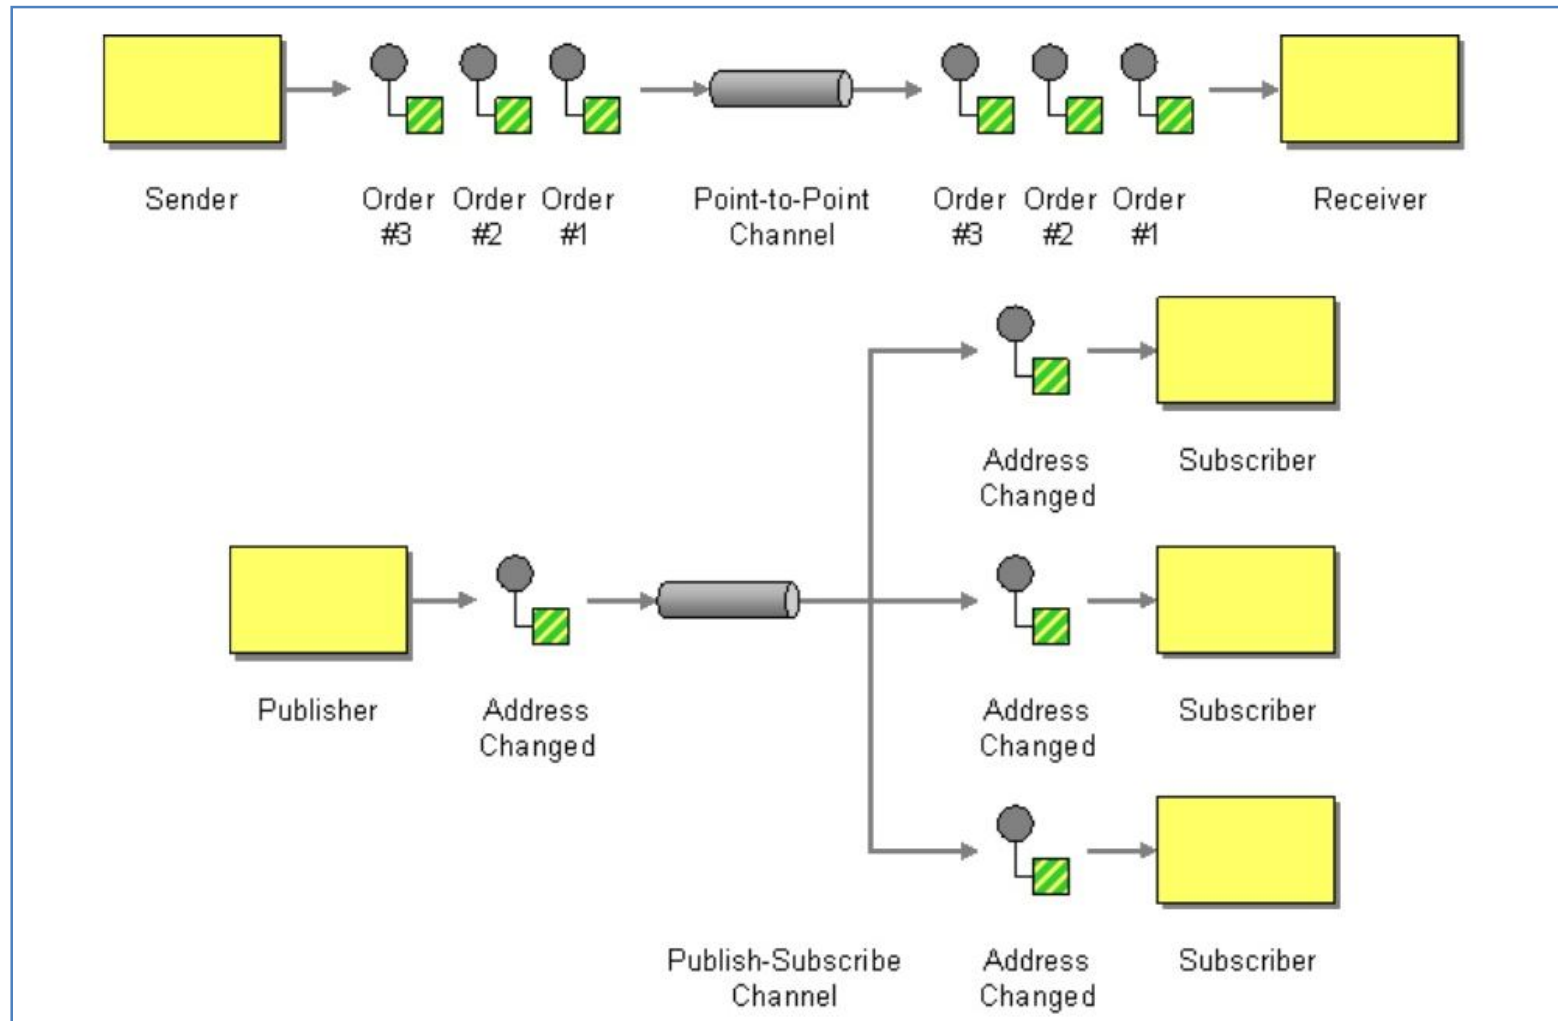 Sender
Order
#3
Order
#2
Order
#1
Point-to-Point
Channel
Order
#3
Order
#2
Order
#1
Receiver
Address
Changed
Subscriber
Publisher
Address
Changed
Address
Changed
Subscriber
Publish-Subscribe
Channel
Address
Changed
Subscriber